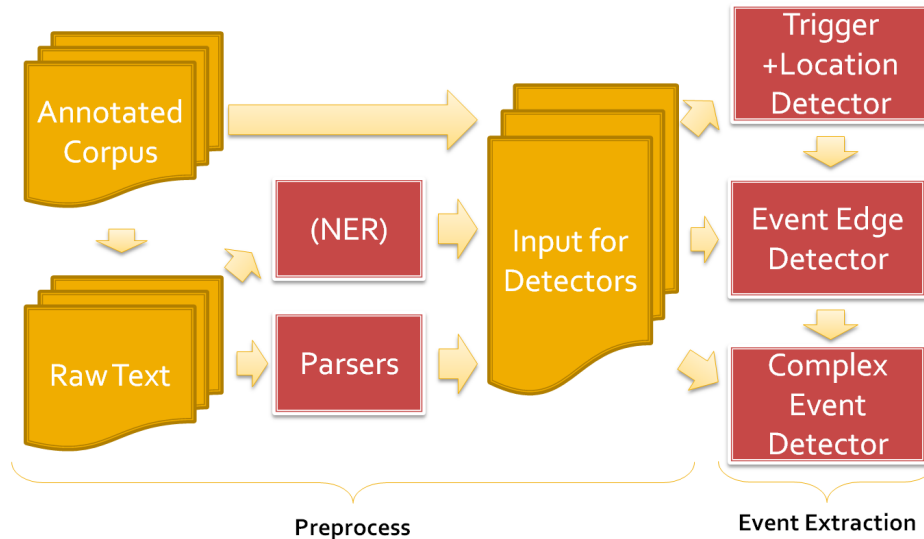 Annotated
Corpus
Raw Text
(NER)
Parsers
Input for
Detectors
Trigger
+Location
Detector
Event Edge
Detector
Complex
Event
Detector
Preprocess
Event Extraction